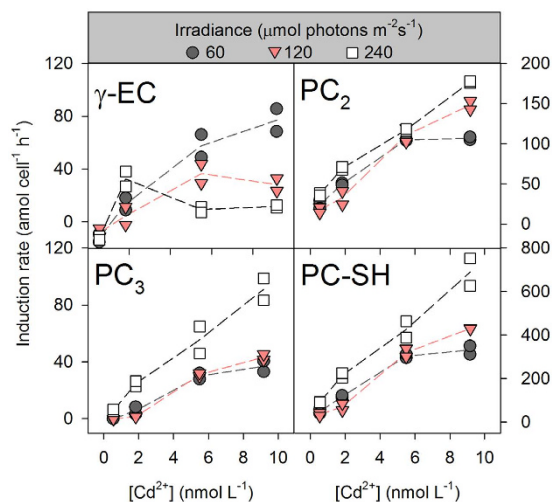 Irradiance (μmol photons m⁻²s⁻¹)
60 120 240
γ-EC
PC₂
PC₃
PC-SH
Induction rate (amol cell⁻¹ h⁻¹)
120
80
40
0
120
80
40
0
200
150
100
50
0
800
600
400
200
0
0 2 4 6 8 10
0 2 4 6 8 10
[Cd²⁺] (nmol L⁻¹)
[Cd²⁺] (nmol L⁻¹)